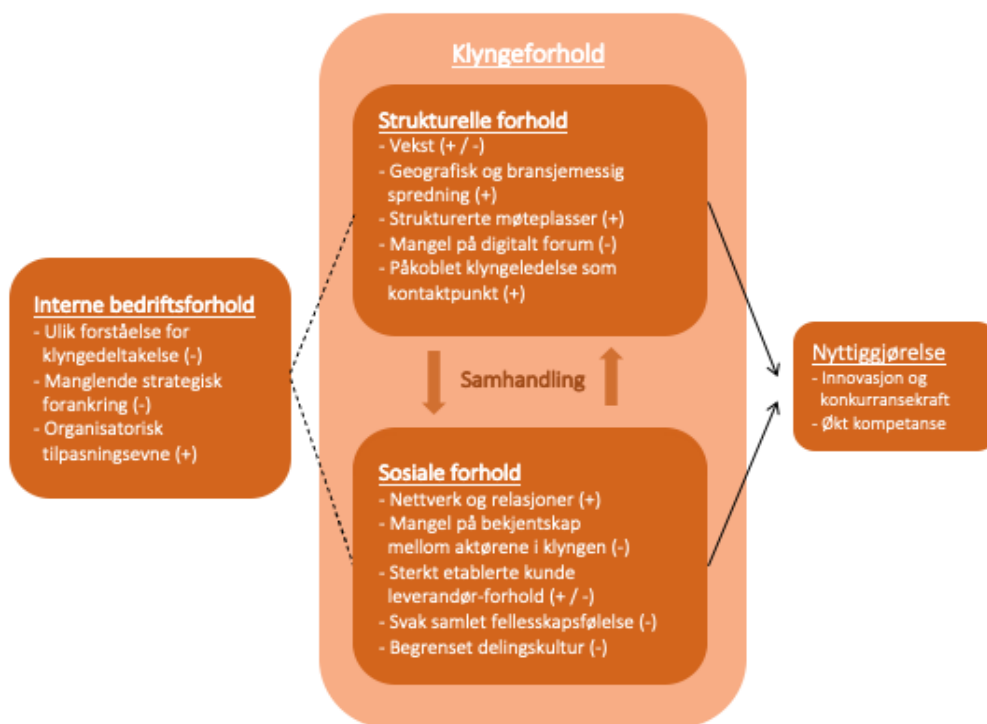 Klyngeforhold
Strukturelle forhold
- Vekst (+ / -)
- Geografisk og bransjemessig
spredning (+)
- Strukturerte møteplasser (+)
- Mangel på digitalt forum (-)
- Påkoblet klyngeledelse som
kontaktpunkt (+)
Interne bedriftsforhold
- Ulik forståelse for
klyngedeltakelse (-)
- Manglende strategisk
forankring (-)
- Organisatorisk
tilpasningsevne (+)
Samhandling
Nyttiggjørelse
- Innovasjon og
konkurransekraft
- Økt kompetanse
Sosiale forhold
- Nettverk og relasjoner (+)
- Mangel på bekjentskap
mellom aktørene i klyngen (-)
- Sterkt etablerte kunde
leverandør-forhold (+ / -)
- Svak samlet fellesskapsfølelse (-)
- Begrenset delingskultur (-)